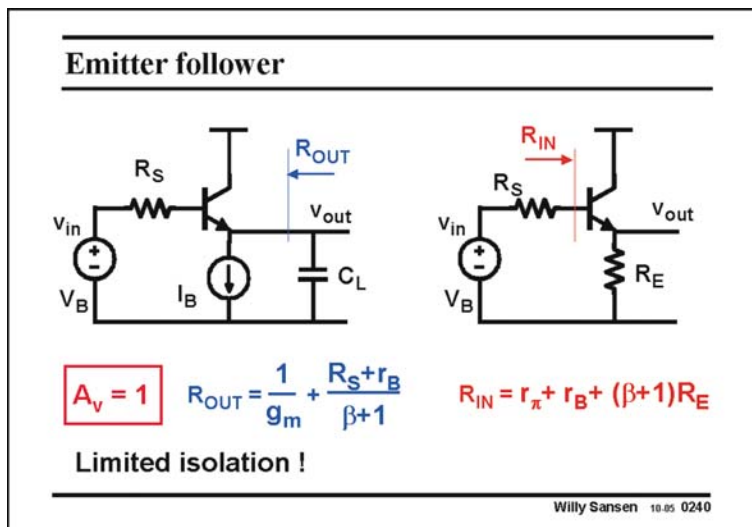 Emitter follower
R_S
R_OUT
v_out
v_in
+
-
V_B
I_B
C_L
R_IN
R_S
v_out
v_in
+
-
V_B
R_E
A_v = 1
R_OUT = 1/g_m + (R_S+r_B)/(β+1)
R_IN = r_π + r_B + (β+1)R_E
Limited isolation !
Willy Sansen 10-05 0240